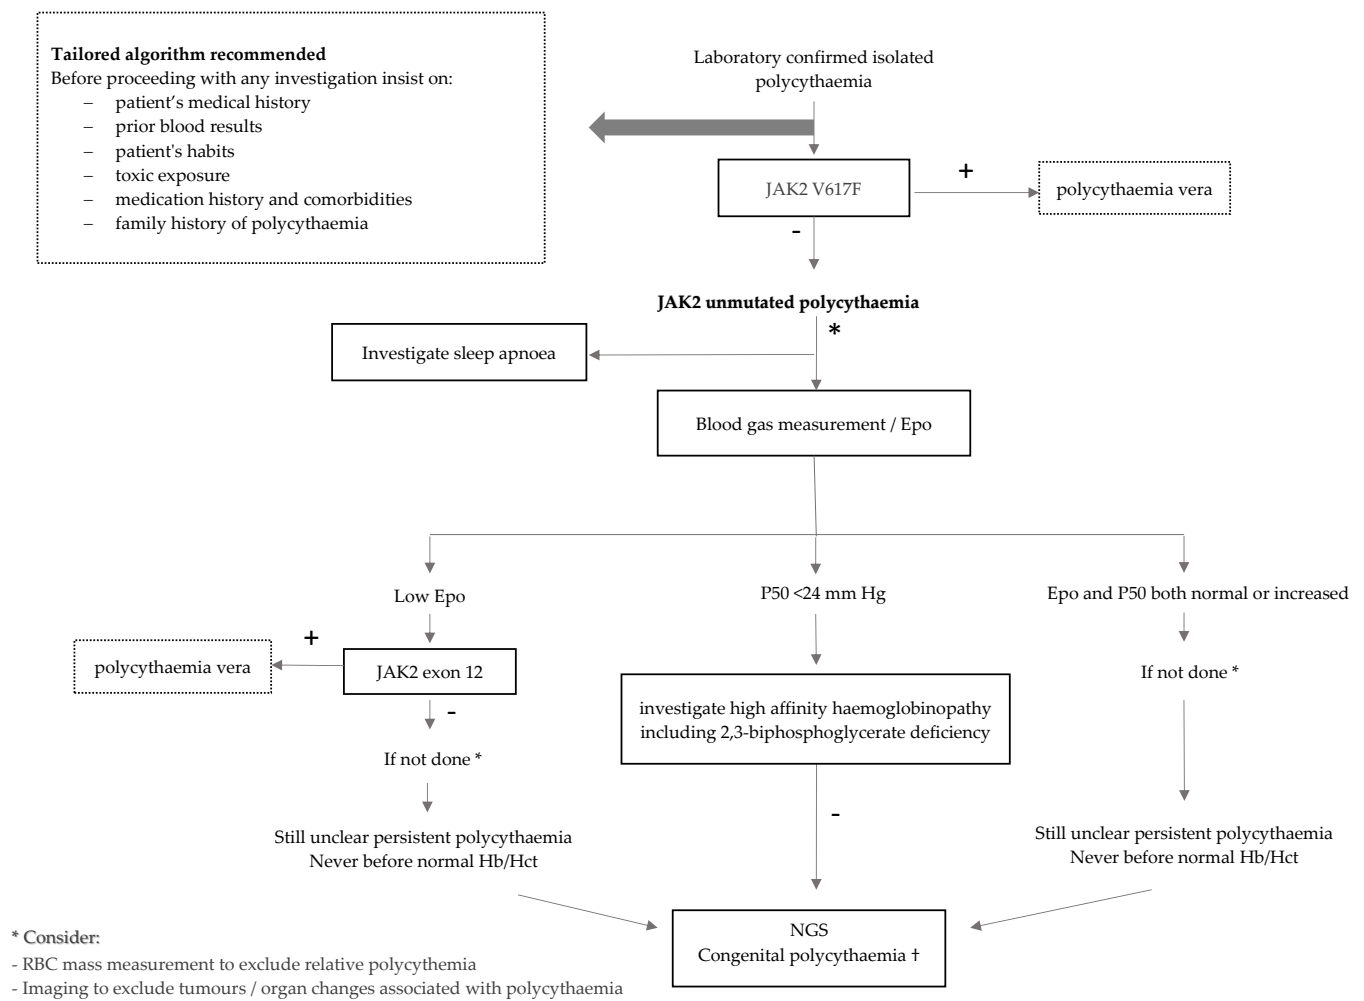 Tailored algorithm recommended
Before proceeding with any investigation insist on:
– patient’s medical history
– prior blood results
– patient's habits
– toxic exposure
– medication history and comorbidities
– family history of polycythaemia
Laboratory confirmed isolated
polycythaemia
JAK2 V617F
+
polycythaemia vera
-
JAK2 unmutated polycythaemia
*
Investigate sleep apnoea
Blood gas measurement / Epo
Low Epo
P50 <24 mm Hg
Epo and P50 both normal or increased
+
polycythaemia vera
JAK2 exon 12
-
If not done *
Still unclear persistent polycythaemia
Never before normal Hb/Hct
investigate high affinity haemoglobinopathy
including 2,3-biphosphoglycerate deficiency
-
If not done *
Still unclear persistent polycythaemia
Never before normal Hb/Hct
NGS
Congenital polycythaemia †
* Consider:
- RBC mass measurement to exclude relative polycythemia
- Imaging to exclude tumours / organ changes associated with polycythaemia